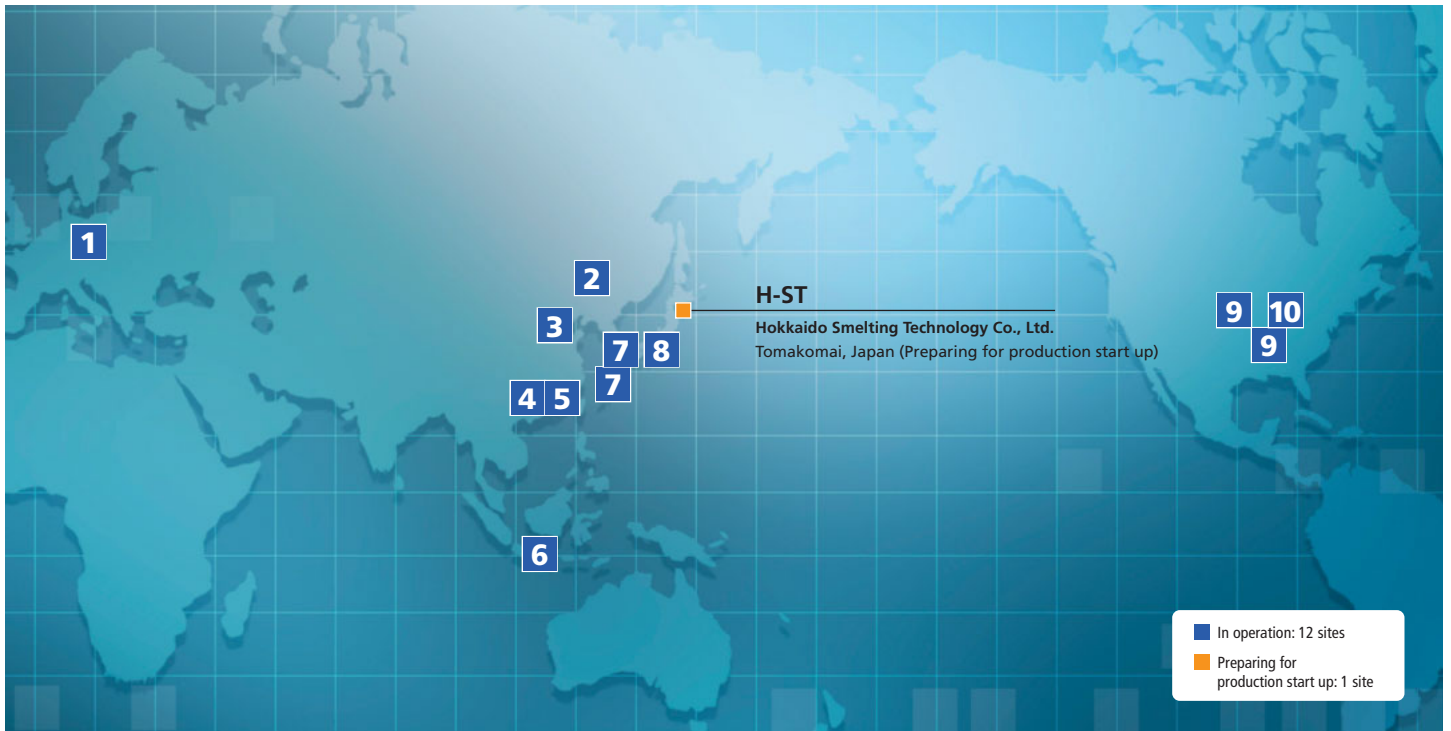 1
2
3
H-ST
Hokkaido Smelting Technology Co., Ltd.
Tomakomai, Japan (Preparing for production start up)
9
10
9
7
8
7
4
5
6
In operation: 12 sites
Preparing for
production start up: 1 site